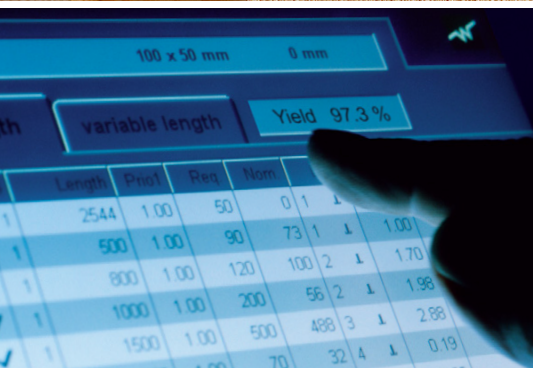 100 x 50 mm 0 mm
th variable length Yield 97.3 %
Length Prio1 Req Nom
1 2544 1.00 50 0 1
1 500 1.00 90 73 1 1.00
1 800 1.00 120 100 2 1.70
1 1000 1.00 200 56 2 1.98
1 1500 1.00 500 488 3 2.88
70 32 4 0.19